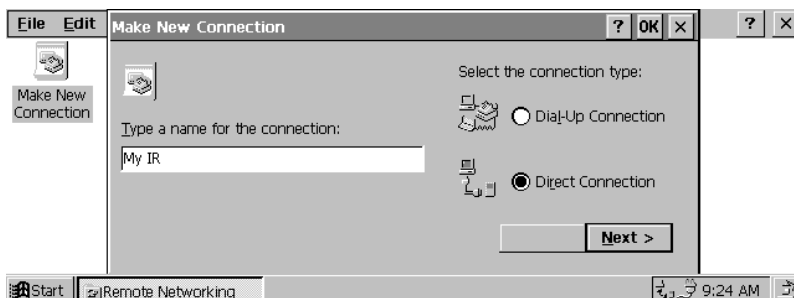 File Edit
Make New Connection ? OK ×
? ×
Make New
Connection
Select the connection type:
Dial-Up Connection
Type a name for the connection:
My IR
Direct Connection
Next >
Start
Remote Networking
9:24 AM